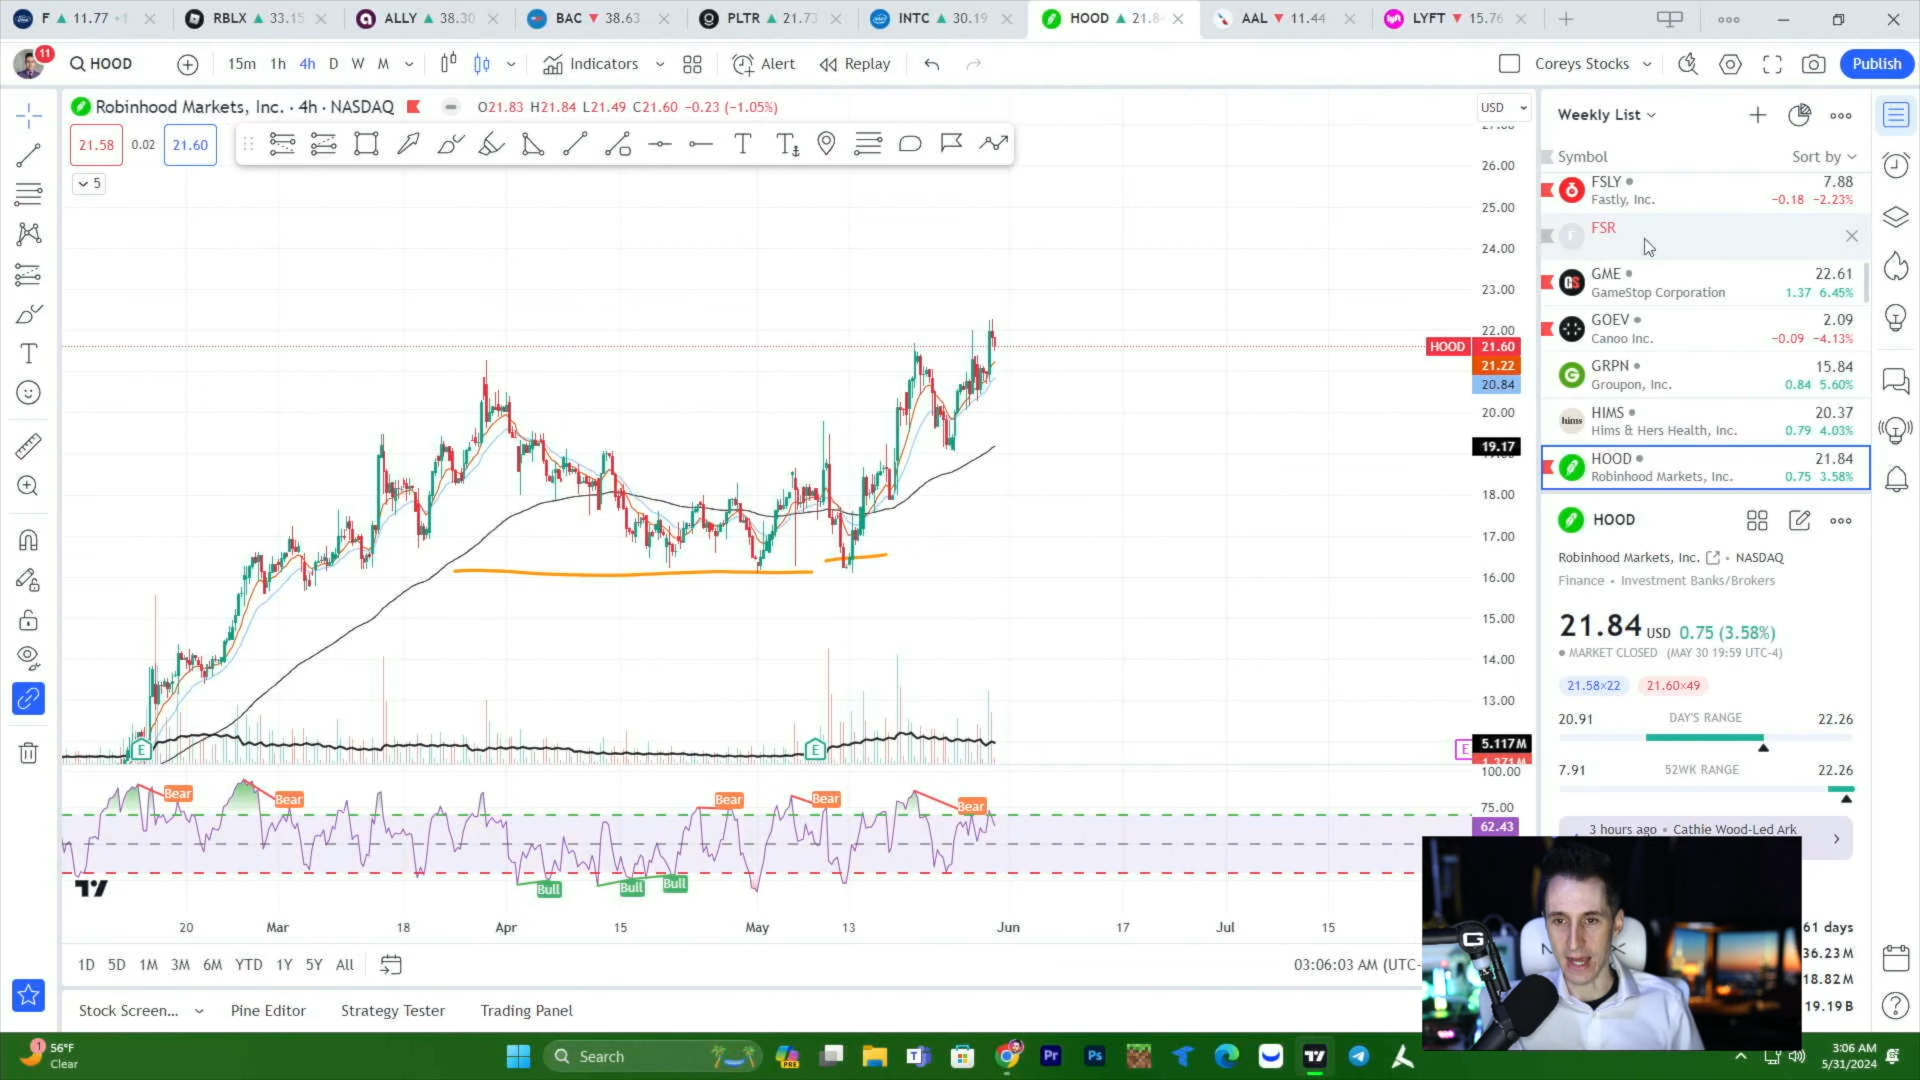 F ▲ 11.77
RBLX ▲ 33.15
ALLY ▲ 38.30
BAC ▼ 38.63
PLTR ▲ 21.73
INTC ▲ 30.19
HOOD ▲ 21.84
AAL ▼ 11.44
LYFT ▼ 15.76
11
HOOD
15m 1h 4h D W M
Indicators
Alert
Replay
Coreys Stocks
Publish
Robinhood Markets, Inc. · 4h · NASDAQ
O21.83 H21.84 L21.49 C21.60 −0.23 (−1.05%)
USD
21.58 0.02 21.60
5
26.00
25.00
24.00
23.00
22.00
HOOD 21.60
21.22
20.84
20.00
19.17
18.00
17.00
16.00
15.00
14.00
13.00
E
E
E
5.117M
1.371M
100.00
75.00
62.43
Bear
Bear
Bear
Bear
Bear
Bull
Bull
Bull
20 Mar 18 Apr 15 May 13 Jun 17 Jul 15
1D 5D 1M 3M 6M YTD 1Y 5Y All
03:06:03 AM (UTC-
Stock Screen... Pine Editor Strategy Tester Trading Panel
Weekly List
Symbol
Sort by
FSLY 7.88
Fastly, Inc. −0.18 −2.23%
F
FSR
GME 22.61
GameStop Corporation 1.37 6.45%
GOEV 2.09
Canoo Inc. −0.09 −4.13%
GRPN 15.84
Groupon, Inc. 0.84 5.60%
hims
HIMS 20.37
Hims & Hers Health, Inc. 0.79 4.03%
HOOD 21.84
Robinhood Markets, Inc. 0.75 3.58%
HOOD
Robinhood Markets, Inc. • NASDAQ
Finance • Investment Banks/Brokers
21.84 USD 0.75 (3.58%)
MARKET CLOSED (MAY 30 19:59 UTC-4)
21.58×22 21.60×49
20.91 DAY'S RANGE 22.26
7.91 52WK RANGE 22.26
3 hours ago • Cathie Wood-Led Ark
61 days
36.23M
18.82M
19.19B
G
1
56°F
Clear
Search
PRE
Pr
Ps
3:06 AM
5/31/2024